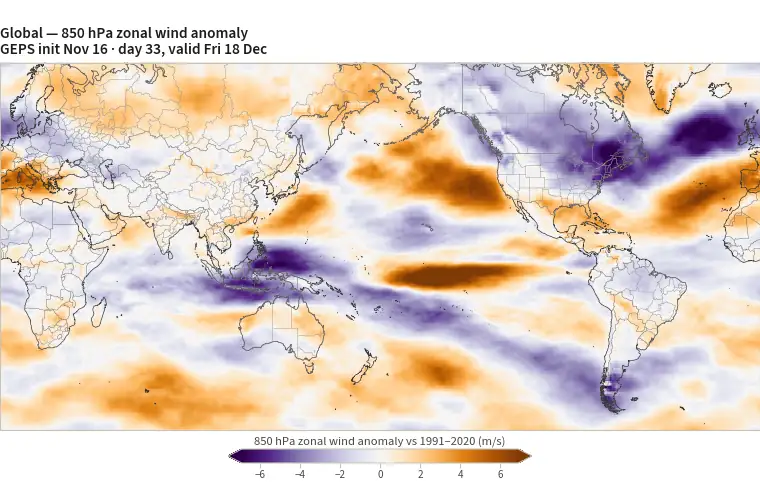 Global — 850 hPa zonal wind anomaly
GEPS init Nov 16 · day 33, valid Fri 18 Dec
850 hPa zonal wind anomaly vs 1991–2020 (m/s)
−6 −4 −2 0 2 4 6